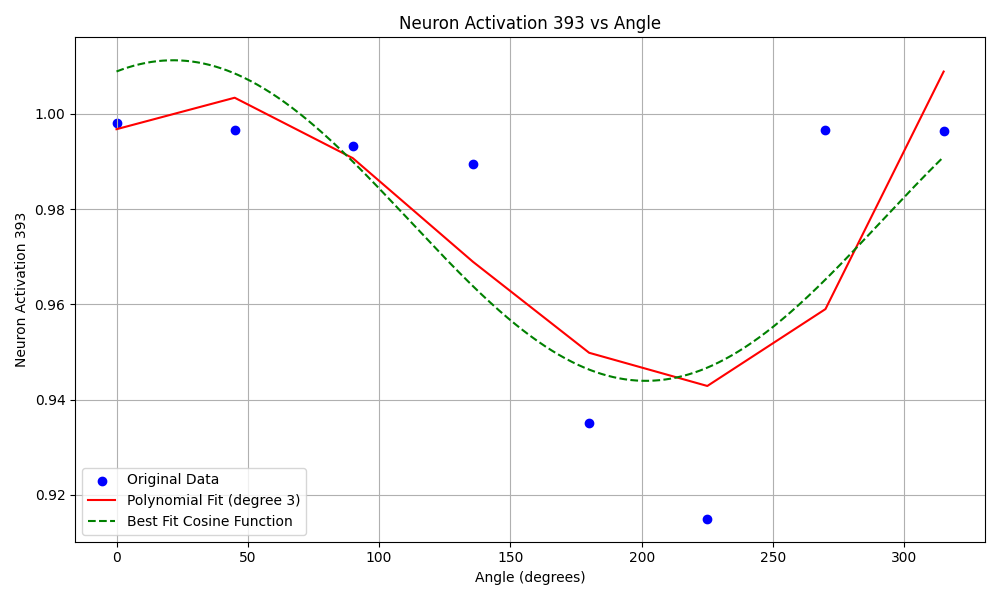 Neuron Activation 393 vs Angle
Neuron Activation 393
1.00
0.98
0.96
0.94
0.92
Original Data
Polynomial Fit (degree 3)
Best Fit Cosine Function
0
50
100
150
200
250
300
Angle (degrees)